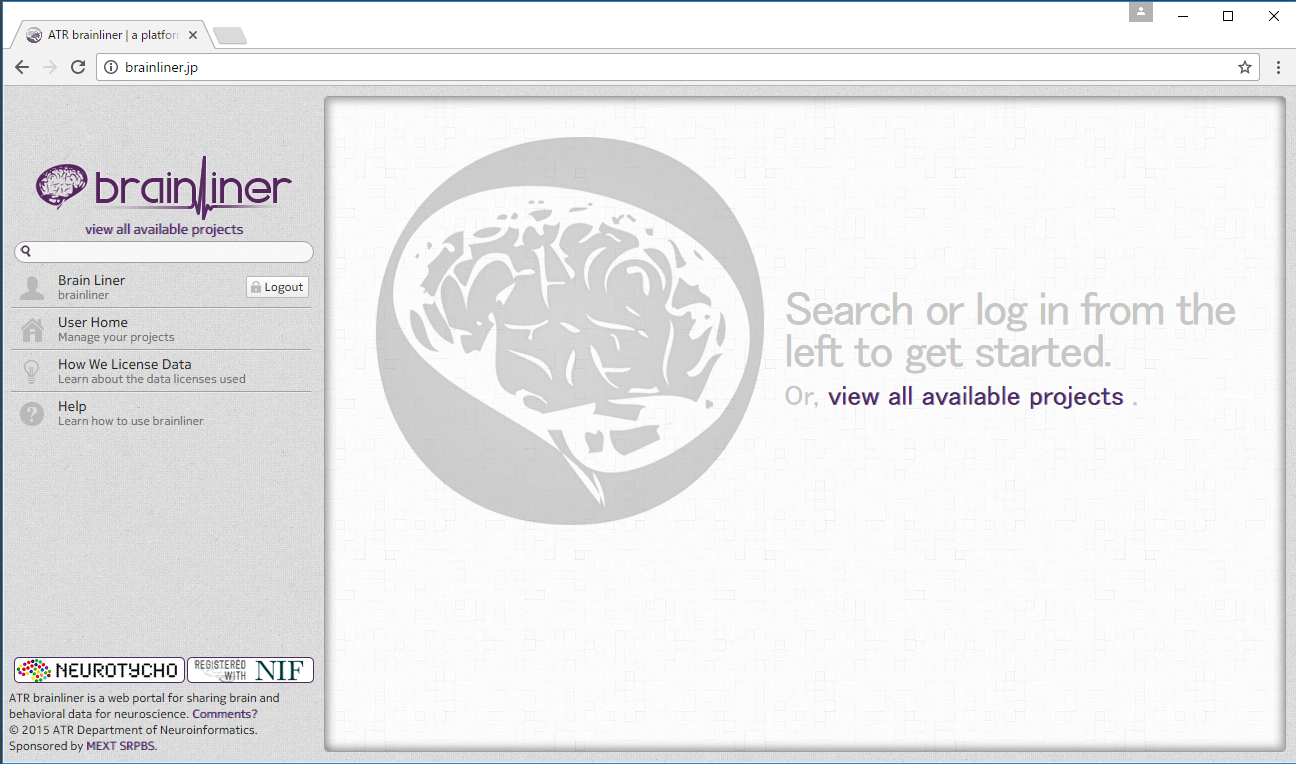 ATR brainliner | a platfor
brainliner.jp
brainliner
view all available projects
Brain Liner
brainliner
Logout
User Home
Manage your projects
How We License Data
Learn about the data licenses used
Help
Learn how to use brainliner
Search or log in from the
left to get started.
Or, view all available projects .
NEUROTYCHO
REGISTERED
WITH NIF
ATR brainliner is a web portal for sharing brain and
behavioral data for neuroscience. Comments?
© 2015 ATR Department of Neuroinformatics.
Sponsored by MEXT SRPBS.